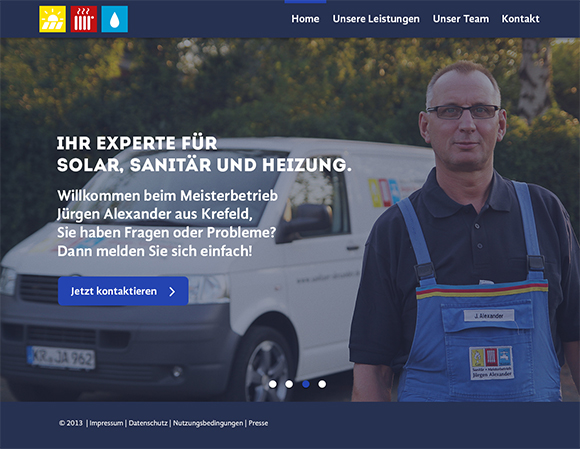 Home Unsere Leistungen Unser Team Kontakt
IHR EXPERTE FÜR
SOLAR, SANITÄR UND HEIZUNG.
Willkommen beim Meisterbetrieb
Jürgen Alexander aus Krefeld,
Sie haben Fragen oder Probleme?
Dann melden Sie sich einfach!
Jetzt kontaktieren
J. Alexander
Jürgen Alexander
KR JA 962
© 2013 | Impressum | Datenschutz | Nutzungsbedingungen | Presse